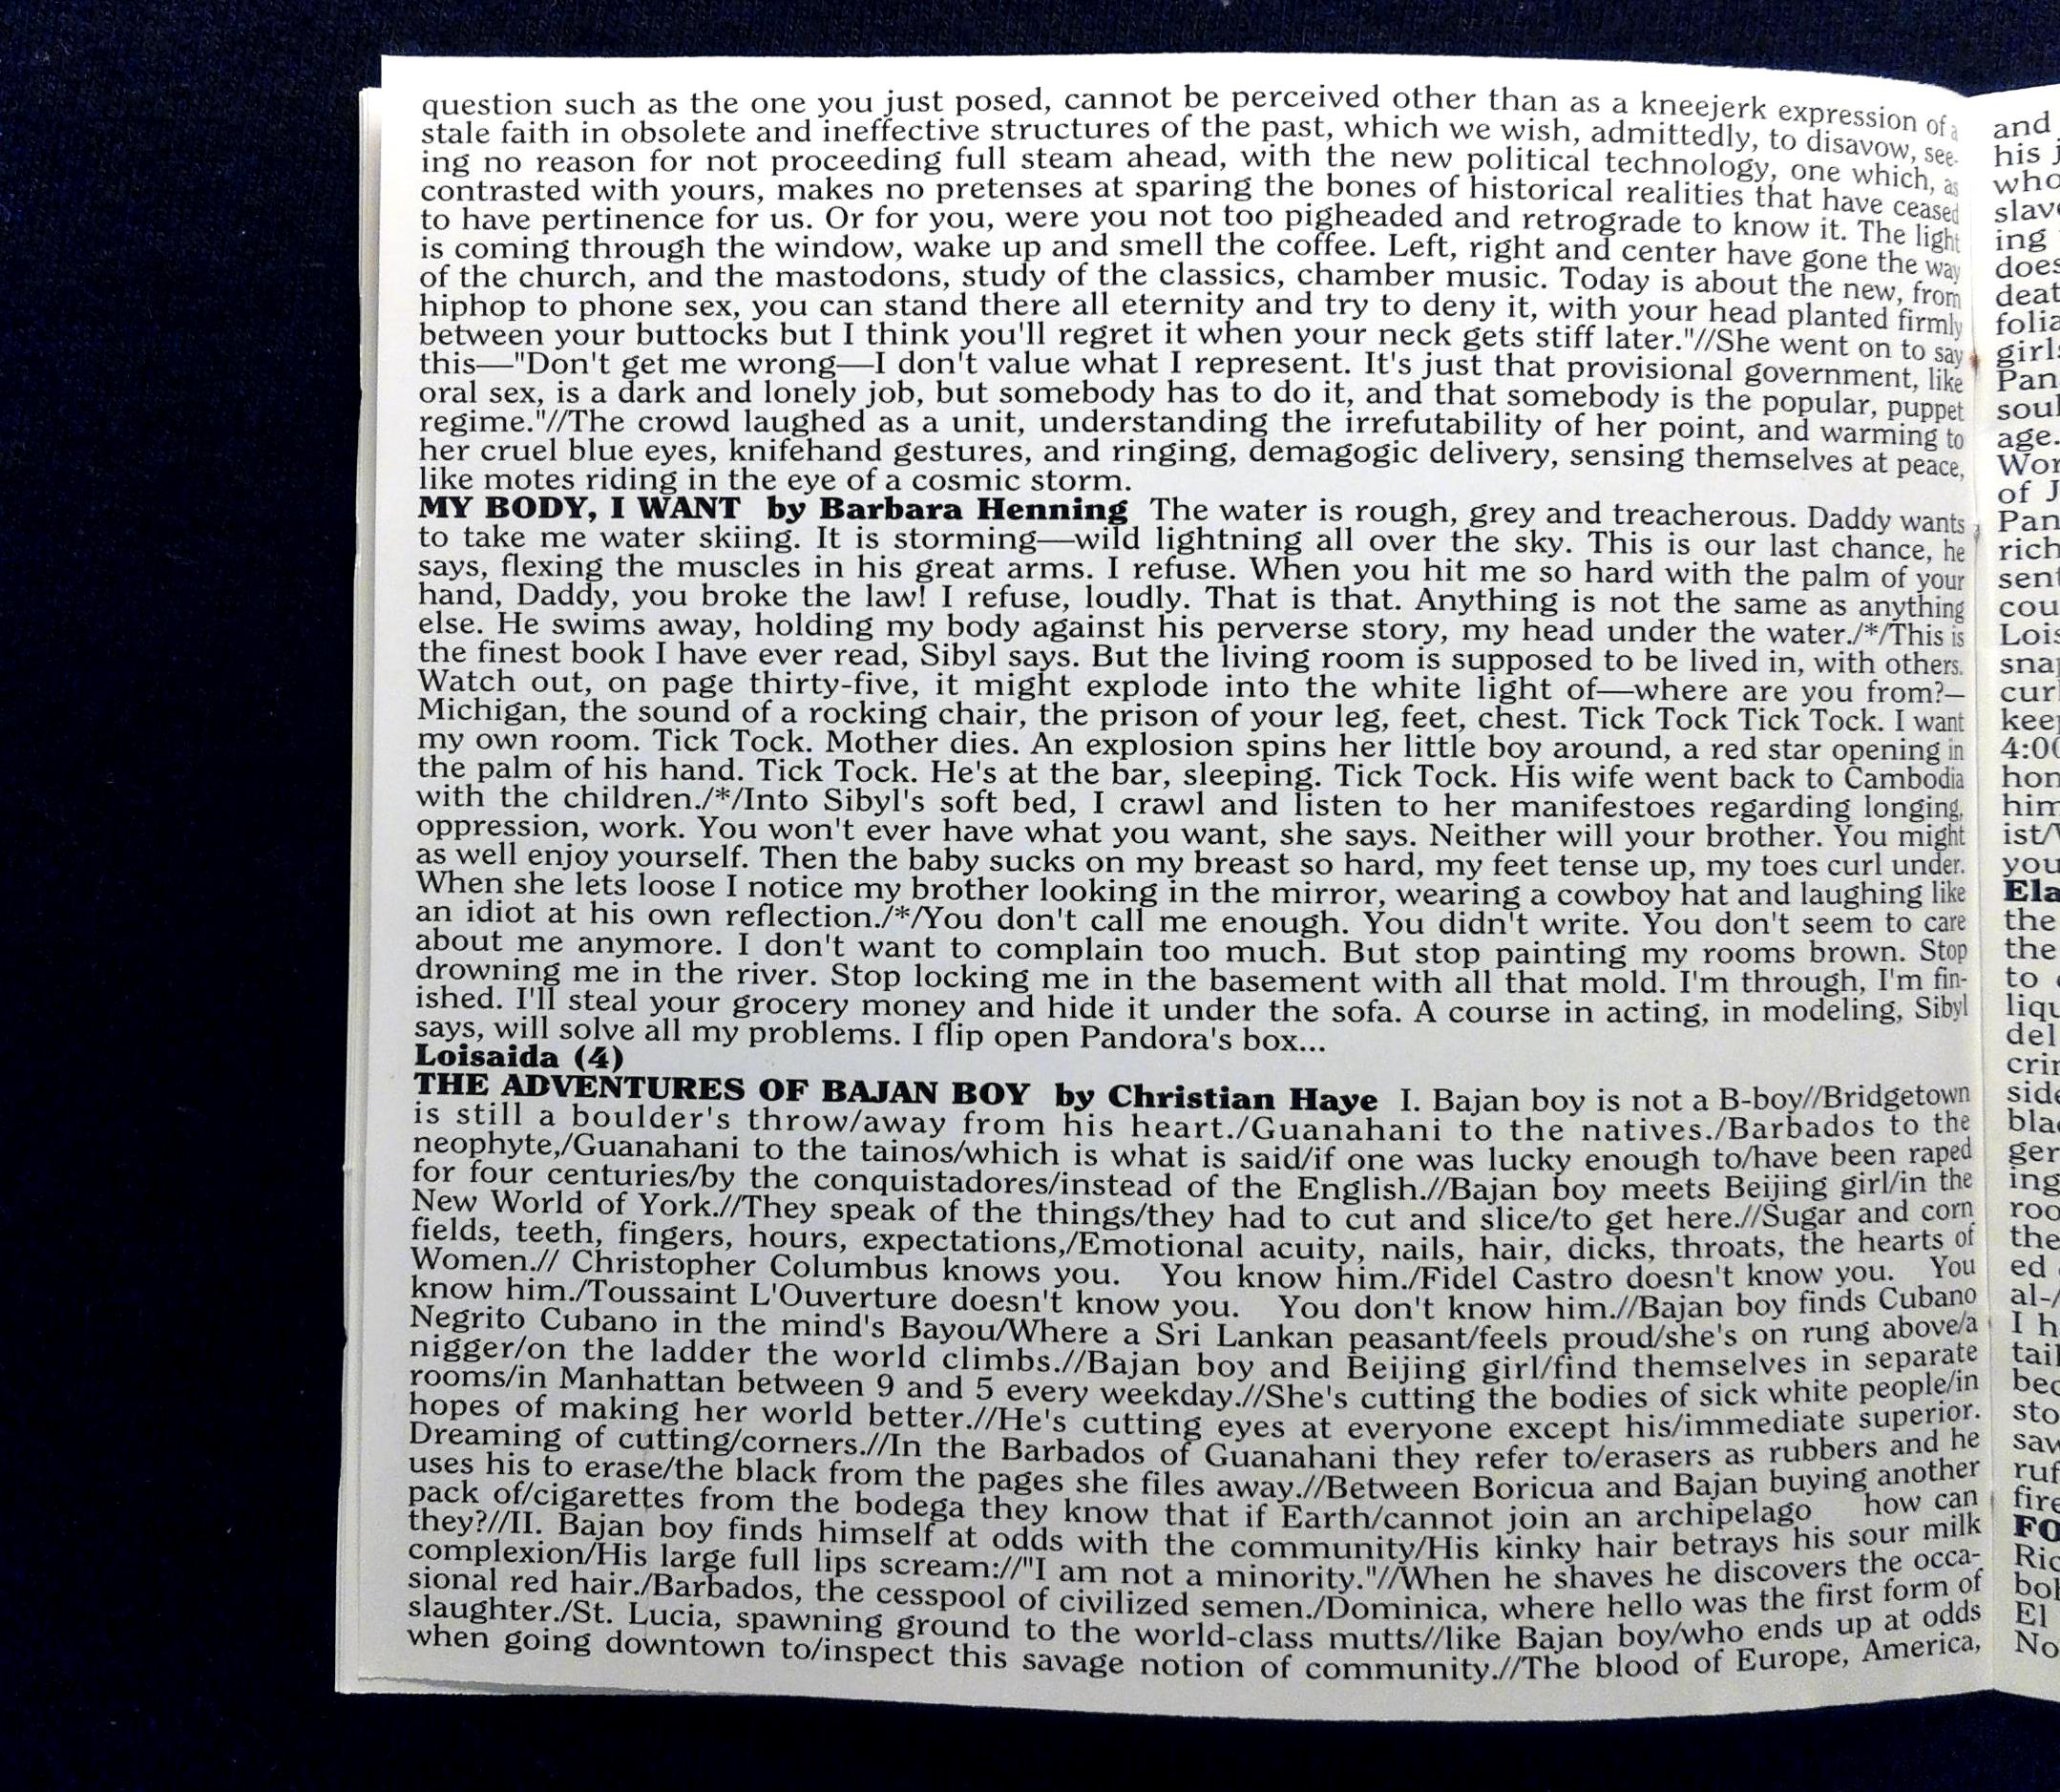 question such as the one you just posed, cannot be perceived other than as a kneejerk expression of a
stale faith in obsolete and ineffective structures of the past, which we wish, admittedly, to disavow, see-
ing no reason for not proceeding full steam ahead, with the new political technology, one which, as
contrasted with yours, makes no pretenses at sparing the bones of historical realities that have ceased
to have pertinence for us. Or for you, were you not too pigheaded and retrograde to know it. The light
is coming through the window, wake up and smell the coffee. Left, right and center have gone the way
of the church, and the mastodons, study of the classics, chamber music. Today is about the new, from
hiphop to phone sex, you can stand there all eternity and try to deny it, with your head planted firmly
between your buttocks but I think you'll regret it when your neck gets stiff later."//She went on to say
this—"Don't get me wrong—I don't value what I represent. It's just that provisional government, like
oral sex, is a dark and lonely job, but somebody has to do it, and that somebody is the popular, puppet
regime."//The crowd laughed as a unit, understanding the irrefutability of her point, and warming to
her cruel blue eyes, knifehand gestures, and ringing, demagogic delivery, sensing themselves at peace,
like motes riding in the eye of a cosmic storm.
MY BODY, I WANT by Barbara Henning The water is rough, grey and treacherous. Daddy wants
to take me water skiing. It is storming—wild lightning all over the sky. This is our last chance, he
says, flexing the muscles in his great arms. I refuse. When you hit me so hard with the palm of your
hand, Daddy, you broke the law! I refuse, loudly. That is that. Anything is not the same as anything
else. He swims away, holding my body against his perverse story, my head under the water./*/This is
the finest book I have ever read, Sibyl says. But the living room is supposed to be lived in, with others.
Watch out, on page thirty-five, it might explode into the white light of—where are you from?—
Michigan, the sound of a rocking chair, the prison of your leg, feet, chest. Tick Tock Tick Tock. I want
my own room. Tick Tock. Mother dies. An explosion spins her little boy around, a red star opening in
the palm of his hand. Tick Tock. He's at the bar, sleeping. Tick Tock. His wife went back to Cambodia
with the children./*/Into Sibyl's soft bed, I crawl and listen to her manifestoes regarding longing,
oppression, work. You won't ever have what you want, she says. Neither will your brother. You might
as well enjoy yourself. Then the baby sucks on my breast so hard, my feet tense up, my toes curl under.
When she lets loose I notice my brother looking in the mirror, wearing a cowboy hat and laughing like
an idiot at his own reflection./*/You don't call me enough. You didn't write. You don't seem to care
about me anymore. I don't want to complain too much. But stop painting my rooms brown. Stop
drowning me in the river. Stop locking me in the basement with all that mold. I'm through, I'm fin-
ished. I'll steal your grocery money and hide it under the sofa. A course in acting, in modeling, Sibyl
says, will solve all my problems. I flip open Pandora's box...
Loisaida (4)
THE ADVENTURES OF BAJAN BOY by Christian Haye I. Bajan boy is not a B-boy//Bridgetown
is still a boulder's throw/away from his heart./Guanahani to the natives./Barbados to the
neophyte,/Guanahani to the tainos/which is what is said/if one was lucky enough to/have been raped
for four centuries/by the conquistadores/instead of the English.//Bajan boy meets Beijing girl/in the
New World of York.//They speak of the things/they had to cut and slice/to get here.//Sugar and corn
fields, teeth, fingers, hours, expectations,/Emotional acuity, nails, hair, dicks, throats, the hearts of
Women.// Christopher Columbus knows you. You know him./Fidel Castro doesn't know you. You
know him./Toussaint L'Ouverture doesn't know you. You don't know him.//Bajan boy finds Cubano
Negrito Cubano in the mind's Bayou/Where a Sri Lankan peasant/feels proud/she's on rung above/a
nigger/on the ladder the world climbs.//Bajan boy and Beijing girl/find themselves in separate
rooms/in Manhattan between 9 and 5 every weekday.//She's cutting the bodies of sick white people/in
hopes of making her world better.//He's cutting eyes at everyone except his/immediate superior.
Dreaming of cutting/corners.//In the Barbados of Guanahani they refer to/erasers as rubbers and he
uses his to erase/the black from the pages she files away.//Between Boricua and Bajan buying another
pack of/cigarettes from the bodega they know that if Earth/cannot join an archipelago how can
they?//II. Bajan boy finds himself at odds with the community/His kinky hair betrays his sour milk
complexion/His large full lips scream://"I am not a minority."//When he shaves he discovers the occa-
sional red hair./Barbados, the cesspool of civilized semen./Dominica, where hello was the first form of
slaughter./St. Lucia, spawning ground to the world-class mutts//like Bajan boy/who ends up at odds
when going downtown to/inspect this savage notion of community.//The blood of Europe, America,